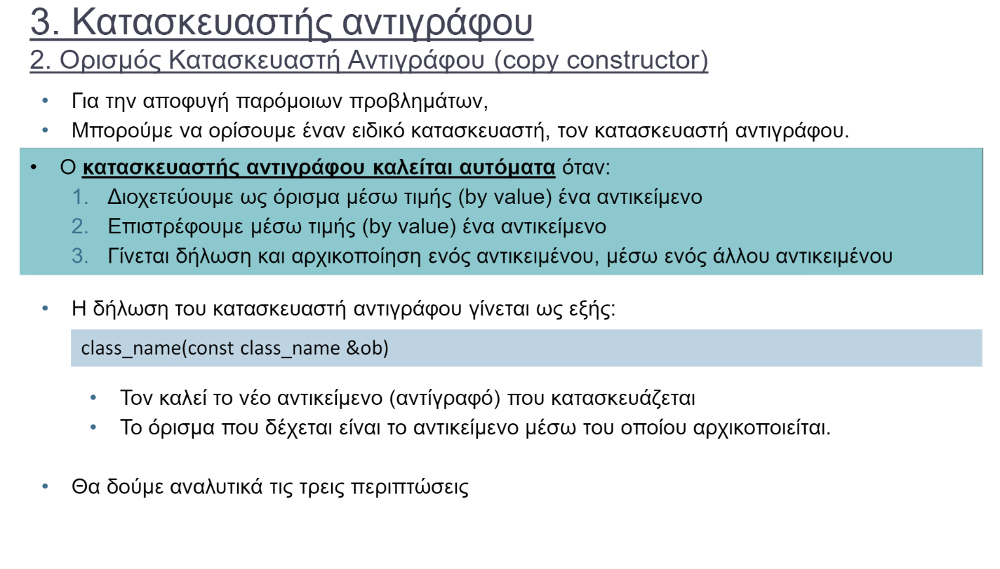 3. Κατασκευαστής αντιγράφου
2. Ορισμός Κατασκευαστή Αντιγράφου (copy constructor)
• Για την αποφυγή παρόμοιων προβλημάτων,
• Μπορούμε να ορίσουμε έναν ειδικό κατασκευαστή, τον κατασκευαστή αντιγράφου.
• Ο κατασκευαστής αντιγράφου καλείται αυτόματα όταν:
1. Διοχετεύουμε ως όρισμα μέσω τιμής (by value) ένα αντικείμενο
2. Επιστρέφουμε μέσω τιμής (by value) ένα αντικείμενο
3. Γίνεται δήλωση και αρχικοποίηση ενός αντικειμένου, μέσω ενός άλλου αντικειμένου
• Η δήλωση του κατασκευαστή αντιγράφου γίνεται ως εξής:
class_name(const class_name &ob)
• Τον καλεί το νέο αντικείμενο (αντίγραφό) που κατασκευάζεται
• Το όρισμα που δέχεται είναι το αντικείμενο μέσω του οποίου αρχικοποιείται.
• Θα δούμε αναλυτικά τις τρεις περιπτώσεις